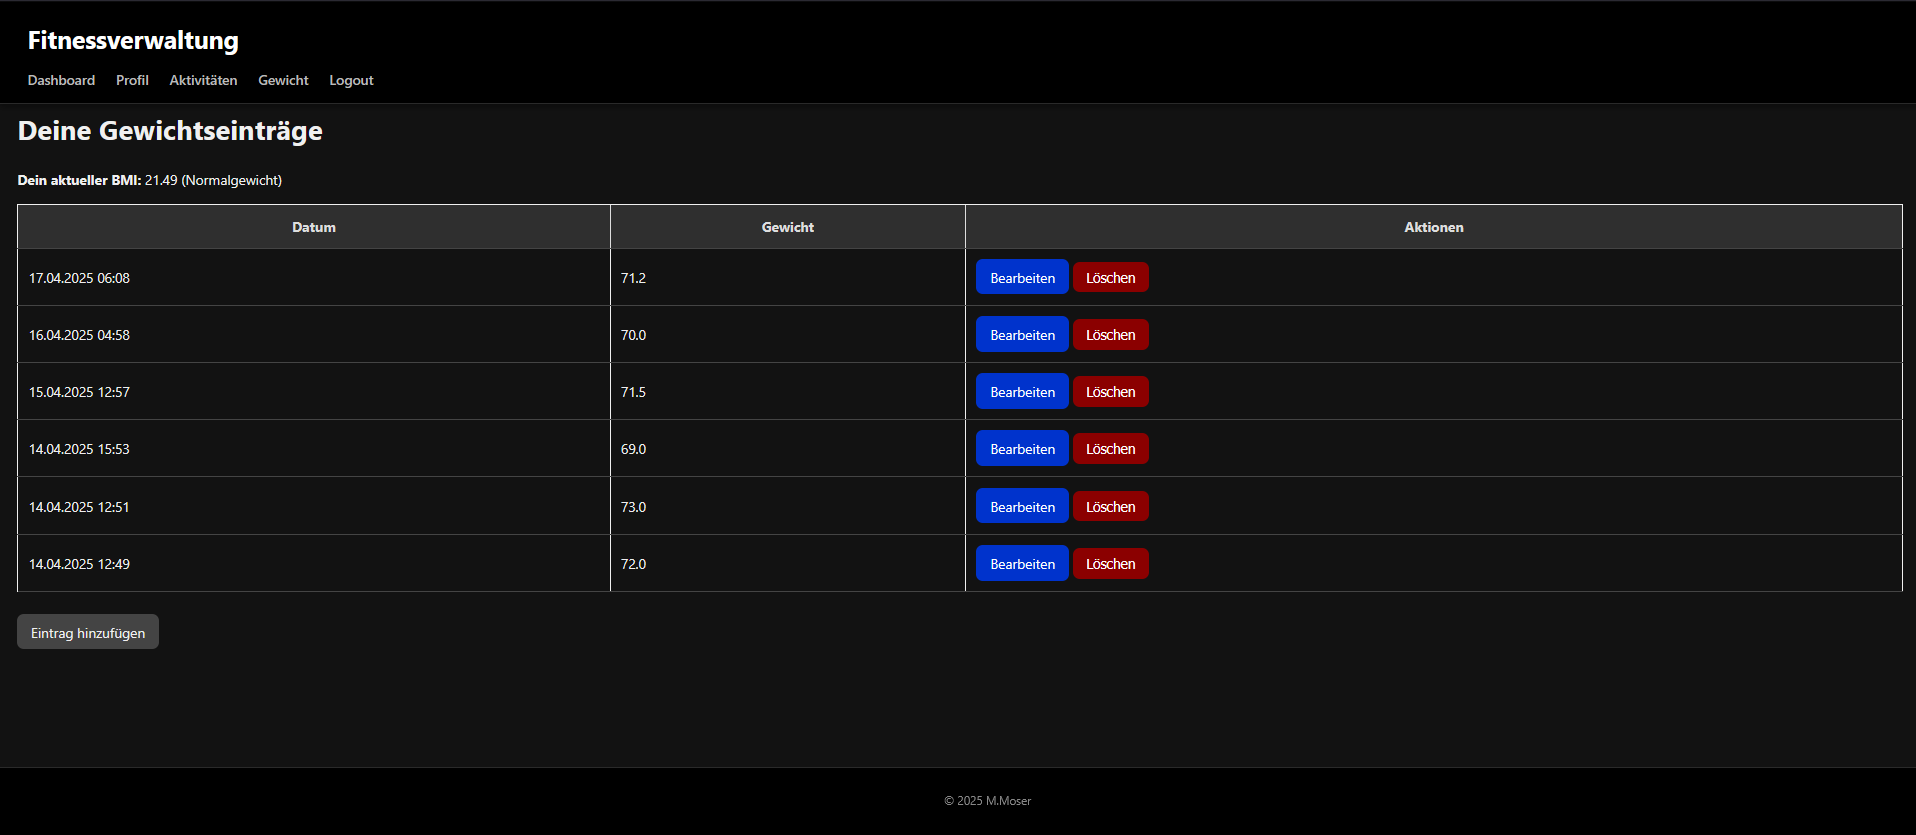 Fitnessverwaltung
Dashboard Profil Aktivitäten Gewicht Logout
Deine Gewichtseinträge
Dein aktueller BMI: 21.49 (Normalgewicht)
Datum Gewicht Aktionen
17.04.2025 06:08 71.2 Bearbeiten Löschen
16.04.2025 04:58 70.0 Bearbeiten Löschen
15.04.2025 12:57 71.5 Bearbeiten Löschen
14.04.2025 15:53 69.0 Bearbeiten Löschen
14.04.2025 12:51 73.0 Bearbeiten Löschen
14.04.2025 12:49 72.0 Bearbeiten Löschen
Eintrag hinzufügen
© 2025 M.Moser